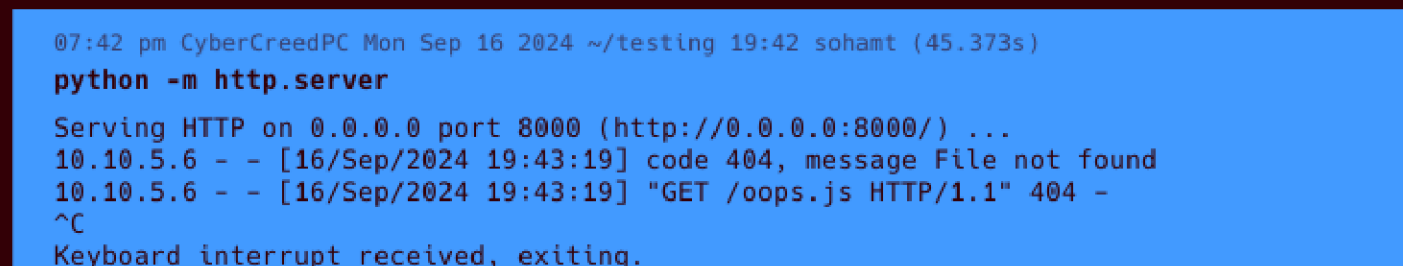 07:42 pm CyberCreedPC Mon Sep 16 2024 ~/testing 19:42 sohamt (45.373s)
python -m http.server
Serving HTTP on 0.0.0.0 port 8000 (http://0.0.0.0:8000/) ...
10.10.5.6 - - [16/Sep/2024 19:43:19] code 404, message File not found
10.10.5.6 - - [16/Sep/2024 19:43:19] "GET /oops.js HTTP/1.1" 404 -
^C
Keyboard interrupt received, exiting.